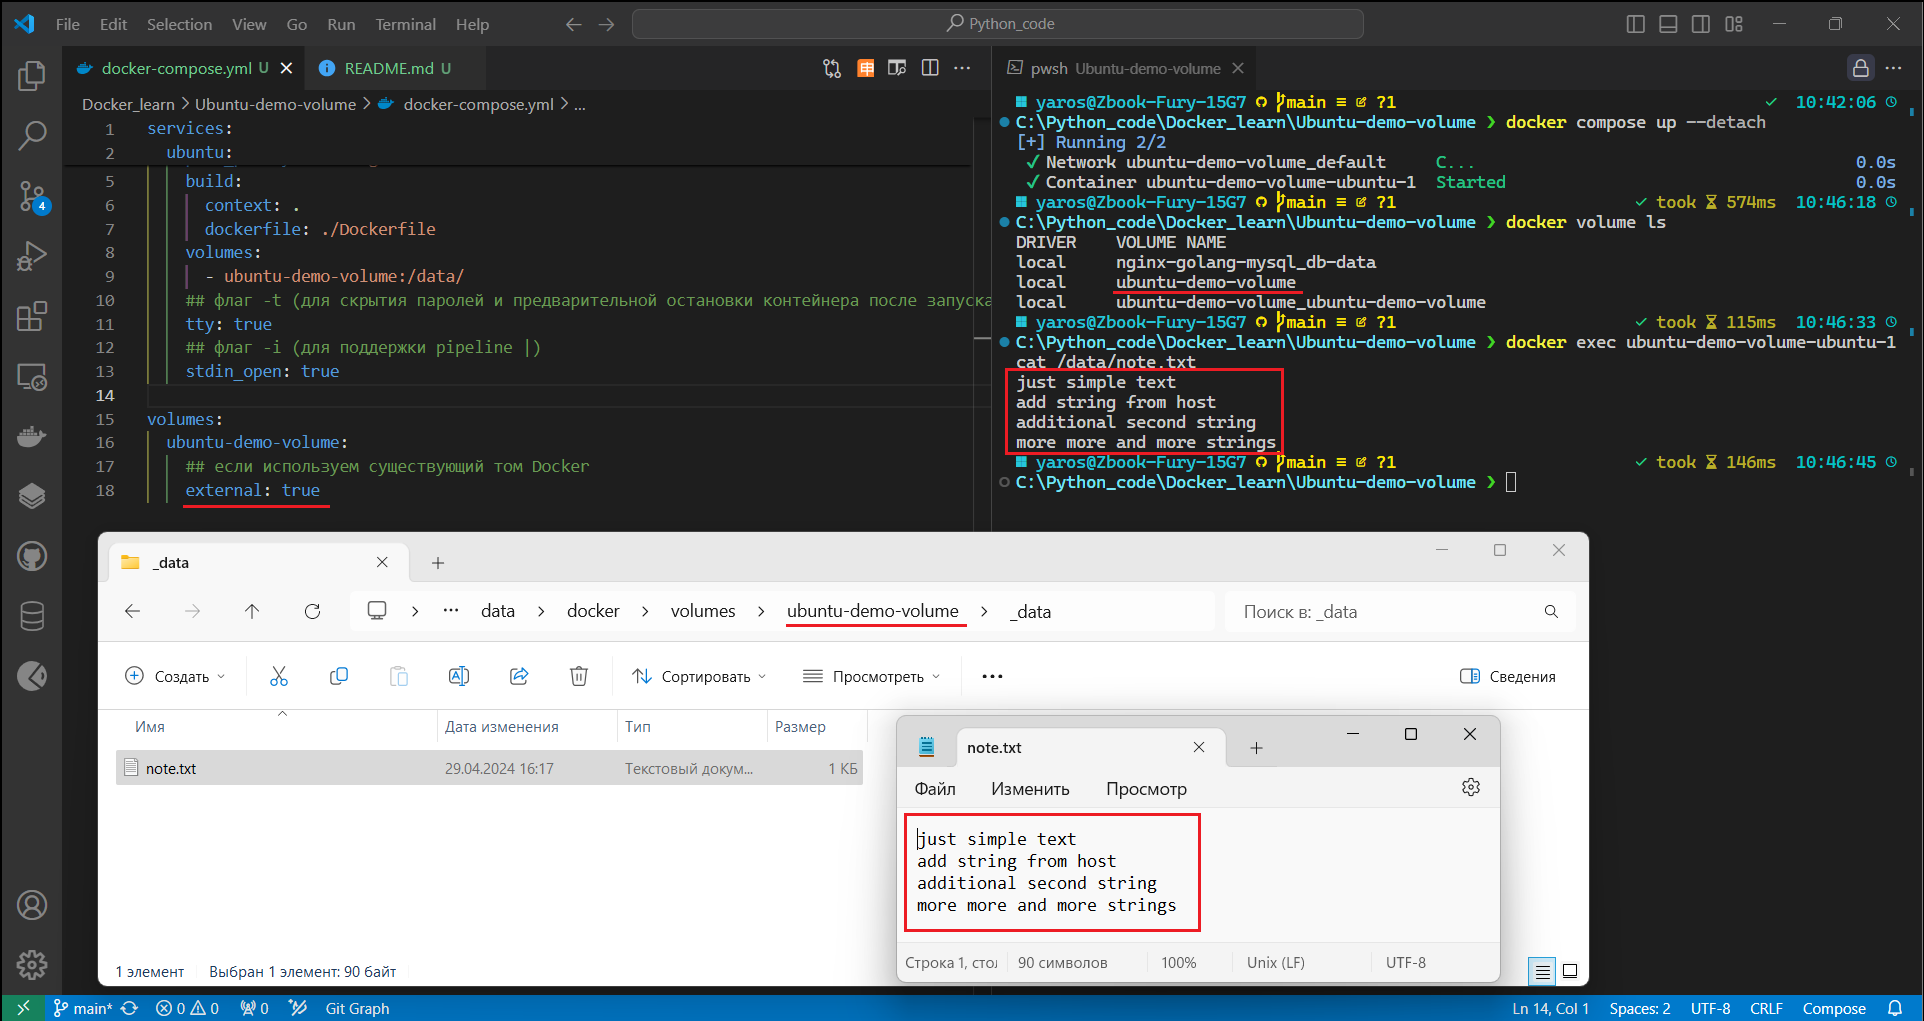 File Edit Selection View Go Run Terminal Help
Python_code
docker-compose.yml U
README.md U
Docker_learn > Ubuntu-demo-volume > docker-compose.yml > ...
1 services:
2 ubuntu:
5 build:
6 context: .
7 dockerfile: ./Dockerfile
8 volumes:
9 - ubuntu-demo-volume:/data/
10 ## флаг -t (для скрытия паролей и предварительной остановки контейнера после запуска
11 tty: true
12 ## флаг -i (для поддержки pipeline |)
13 stdin_open: true
14
15 volumes:
16 ubuntu-demo-volume:
17 ## если используем существующий том Docker
18 external: true
4
pwsh Ubuntu-demo-volume
yaros@Zbook-Fury-15G7 main ≡ ?1 ✓ 10:42:06
C:\Python_code\Docker_learn\Ubuntu-demo-volume ❯ docker compose up --detach
[+] Running 2/2
✓ Network ubuntu-demo-volume_default C... 0.0s
✓ Container ubuntu-demo-volume-ubuntu-1 Started 0.0s
yaros@Zbook-Fury-15G7 main ≡ ?1 ✓ took 574ms 10:46:18
C:\Python_code\Docker_learn\Ubuntu-demo-volume ❯ docker volume ls
DRIVER VOLUME NAME
local nginx-golang-mysql_db-data
local ubuntu-demo-volume
local ubuntu-demo-volume_ubuntu-demo-volume
yaros@Zbook-Fury-15G7 main ≡ ?1 ✓ took 115ms 10:46:33
C:\Python_code\Docker_learn\Ubuntu-demo-volume ❯ docker exec ubuntu-demo-volume-ubuntu-1
cat /data/note.txt
just simple text
add string from host
additional second string
more more and more strings
yaros@Zbook-Fury-15G7 main ≡ ?1 ✓ took 146ms 10:46:45
C:\Python_code\Docker_learn\Ubuntu-demo-volume ❯
_data
... data > docker > volumes > ubuntu-demo-volume > _data
Поиск в: _data
Создать
Сортировать
Просмотреть
Сведения
Имя Дата изменения Тип Размер
note.txt 29.04.2024 16:17 Текстовый докум... 1 КБ
1 элемент Выбран 1 элемент: 90 байт
note.txt
Файл Изменить Просмотр
just simple text
add string from host
additional second string
more more and more strings
Строка 1, 90 символов 100% Unix (LF) UTF-8
main* 0 0 0 Git Graph
Ln 14, Col 1 Spaces: 2 UTF-8 CRLF Compose